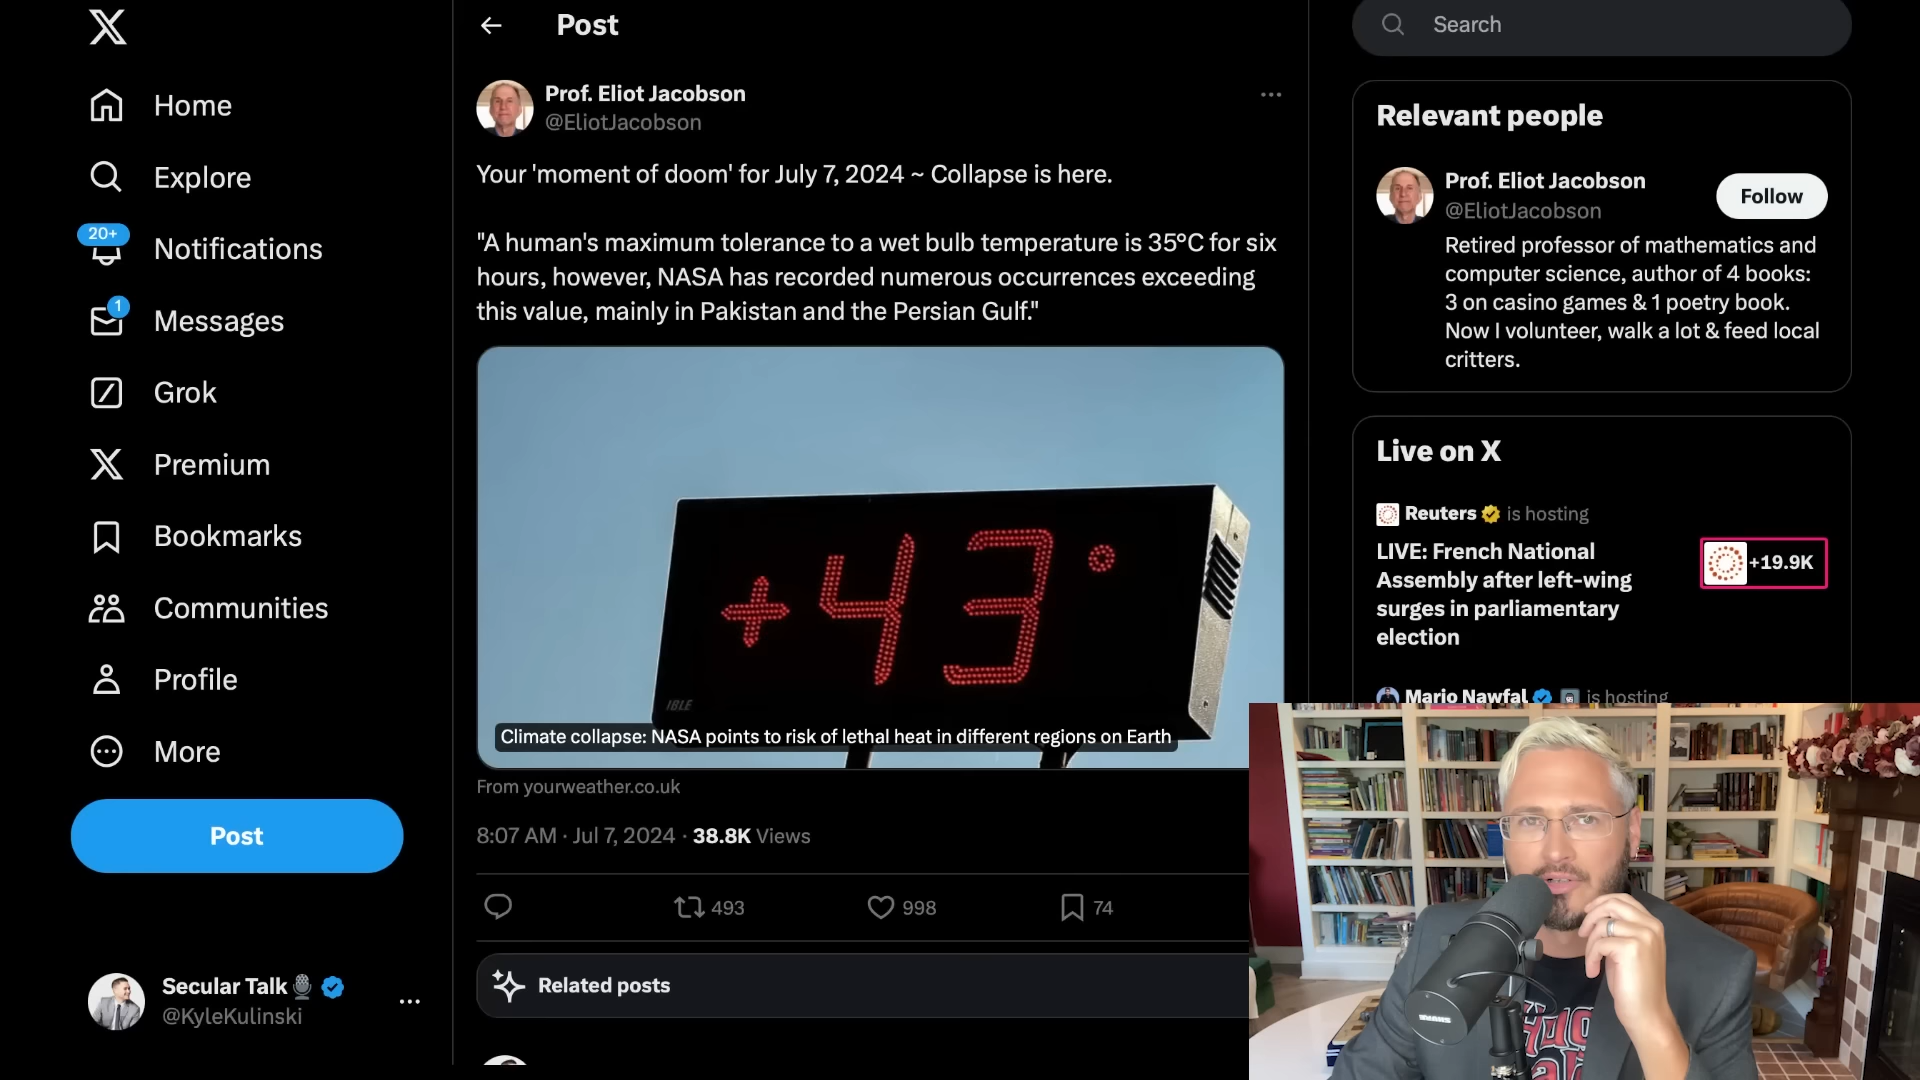 Home
Explore
20+
Notifications
1
Messages
Grok
Premium
Bookmarks
Communities
Profile
More
Post
Secular Talk
@KyleKulinski
Post
Prof. Eliot Jacobson
@EliotJacobson
Your 'moment of doom' for July 7, 2024 ~ Collapse is here.
"A human's maximum tolerance to a wet bulb temperature is 35°C for six
hours, however, NASA has recorded numerous occurrences exceeding
this value, mainly in Pakistan and the Persian Gulf."
+43°
IBLE
Climate collapse: NASA points to risk of lethal heat in different regions on Earth
From yourweather.co.uk
8:07 AM · Jul 7, 2024 · 38.8K Views
493 998 74
Related posts
Search
Relevant people
Prof. Eliot Jacobson
@EliotJacobson
Follow
Retired professor of mathematics and
computer science, author of 4 books:
3 on casino games & 1 poetry book.
Now I volunteer, walk a lot & feed local
critters.
Live on X
Reuters is hosting
LIVE: French National
Assembly after left-wing
surges in parliamentary
election
+19.9K
Mario Nawfal is hosting